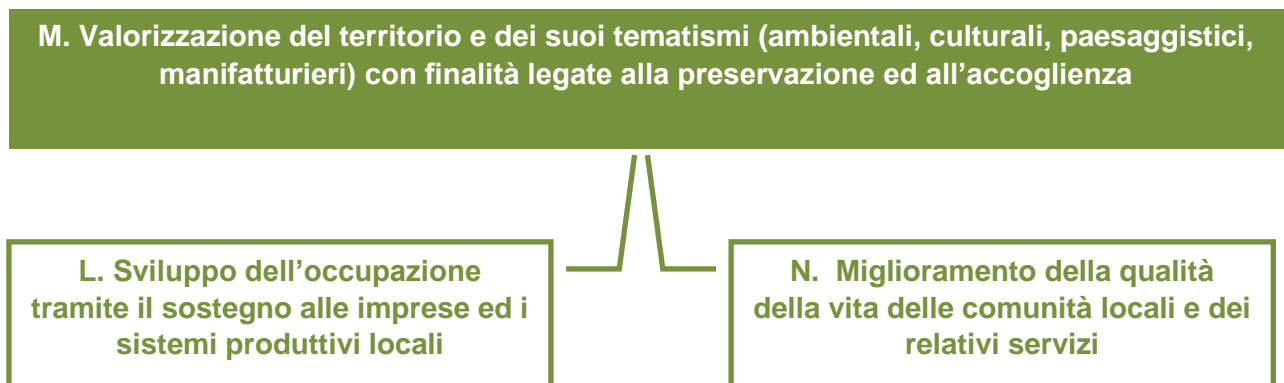 M. Valorizzazione del territorio e dei suoi tematismi (ambientali, culturali, paesaggistici,
manifatturieri) con finalità legate alla preservazione ed all’accoglienza
L. Sviluppo dell’occupazione
tramite il sostegno alle imprese ed i
sistemi produttivi locali
N. Miglioramento della qualità
della vita delle comunità locali e dei
relativi servizi